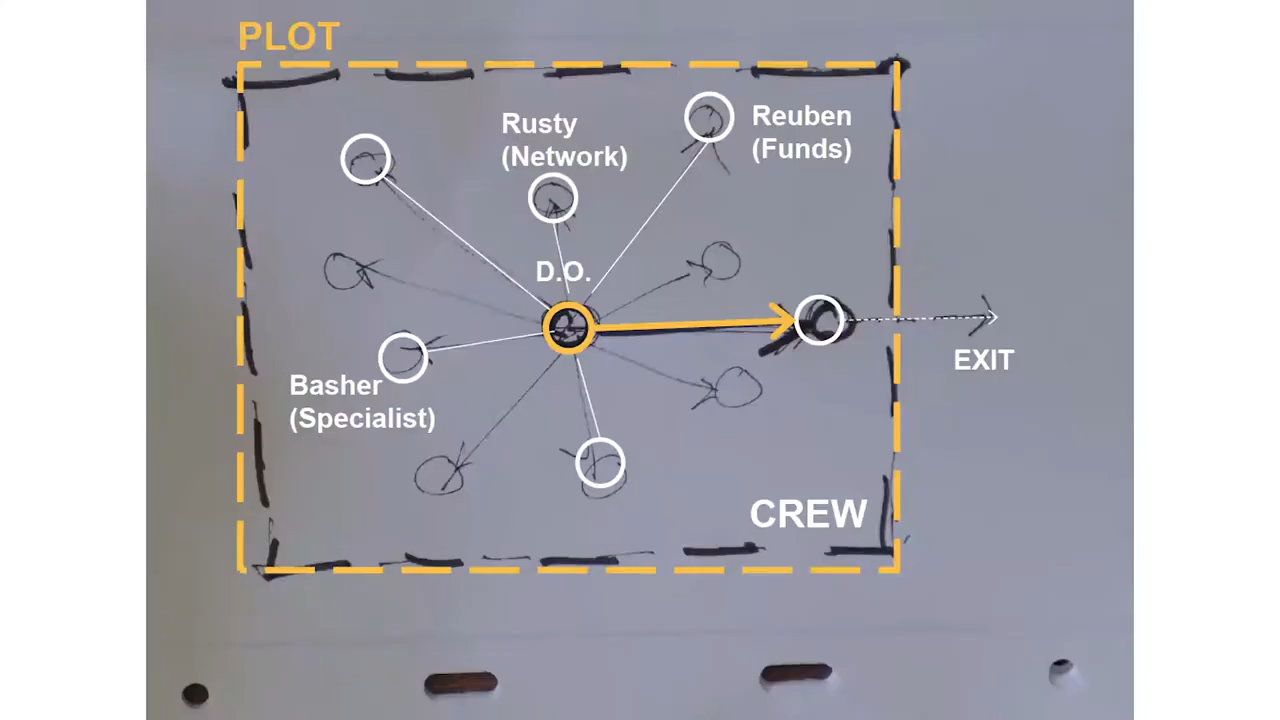 PLOT
Rusty
(Network)
Reuben
(Funds)
D.O.
EXIT
Basher
(Specialist)
CREW